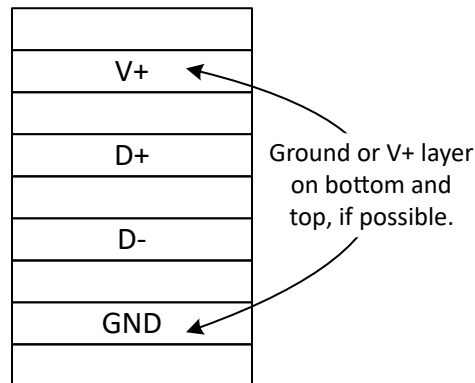 V+
D+
D-
GND
Ground or V+ layer
on bottom and
top, if possible.